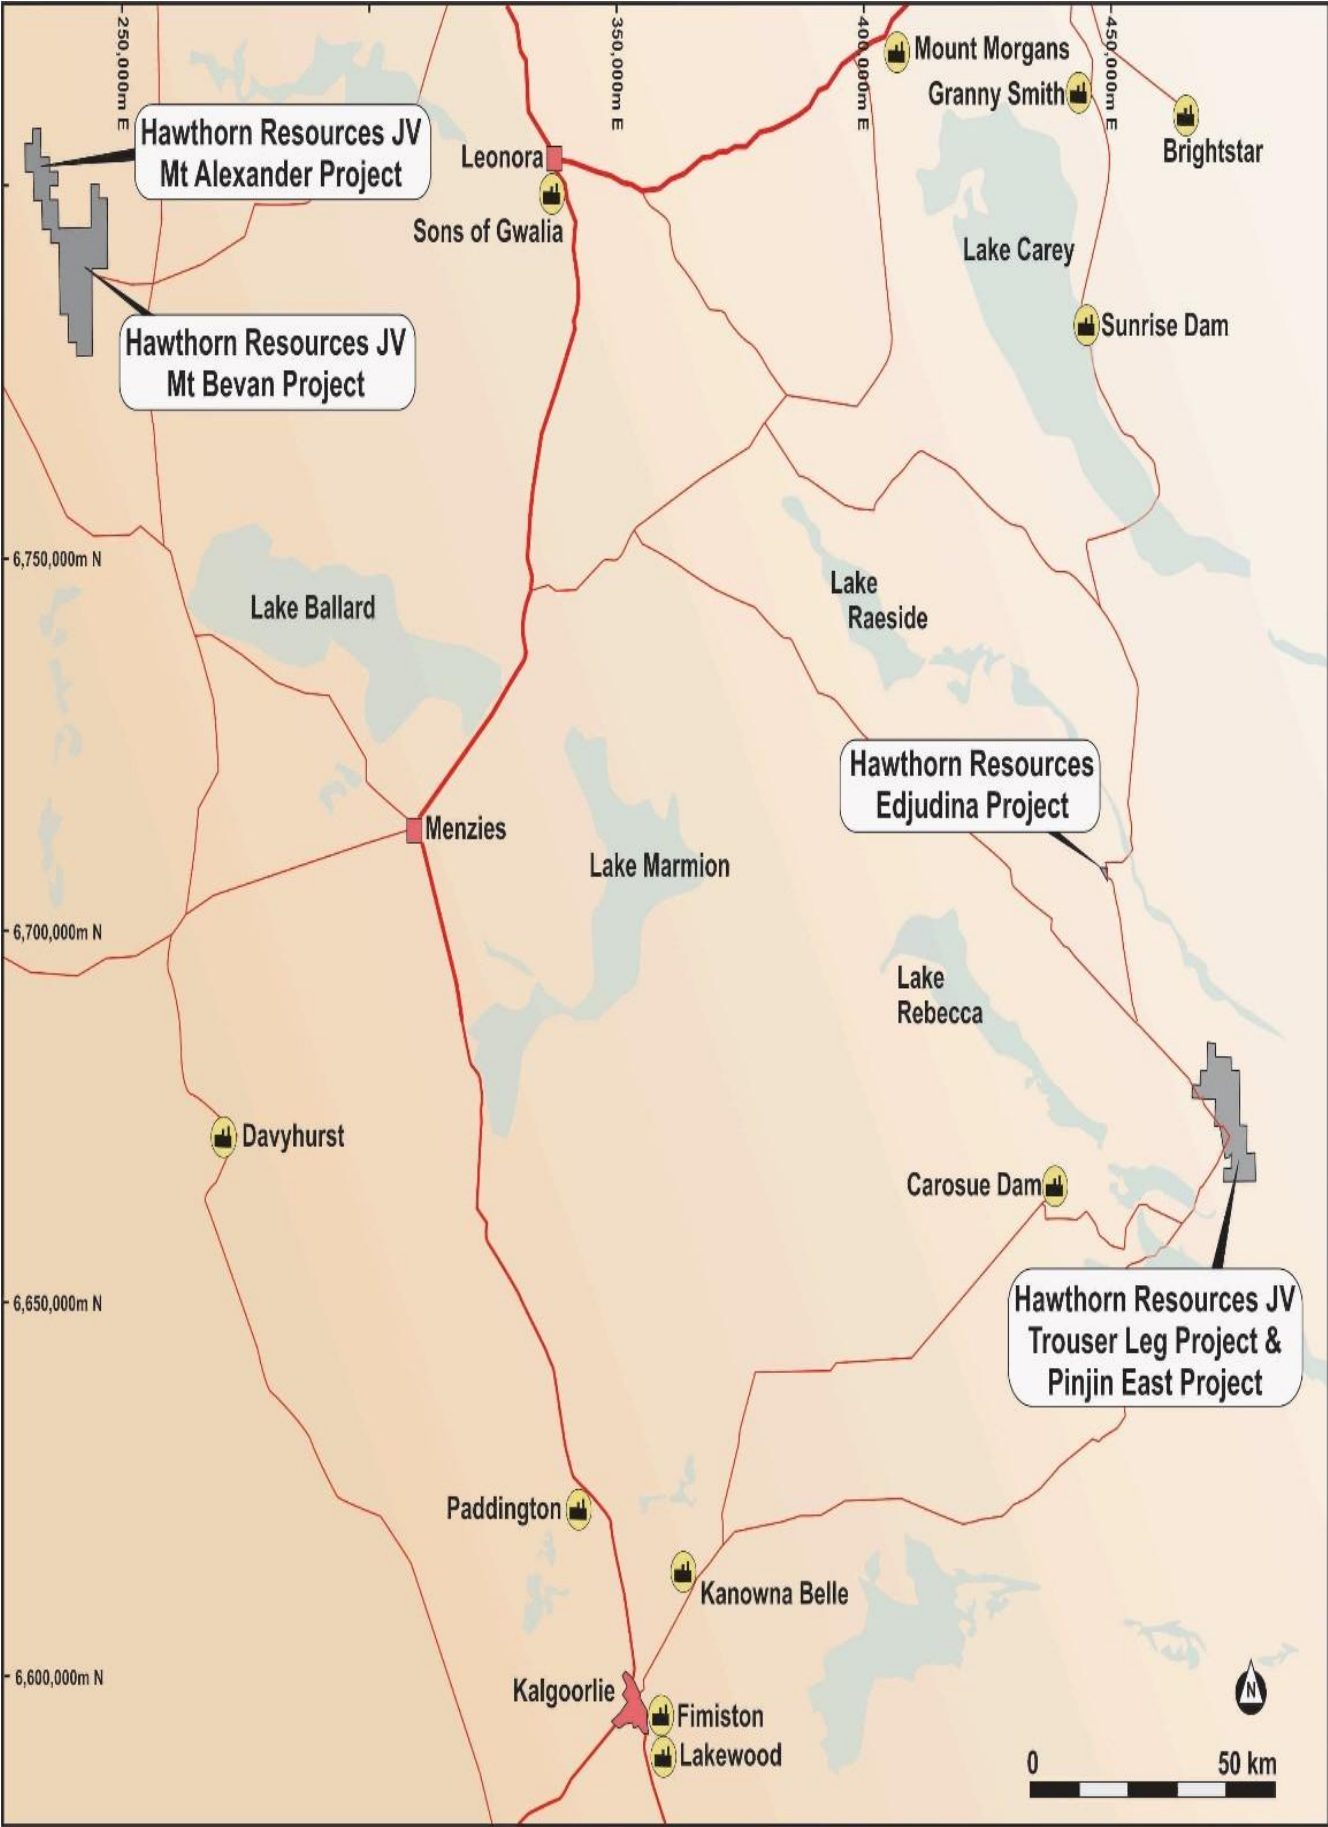 250,000m E
350,000m E
400,000m E
450,000m E
Mount Morgans
Granny Smith
Brightstar
Hawthorn Resources JV
Mt Alexander Project
Leonora
Sons of Gwalia
Lake Carey
Sunrise Dam
Hawthorn Resources JV
Mt Bevan Project
6,750,000m N
Lake Ballard
Lake
Raeside
Hawthorn Resources
Edjudina Project
Menzies
Lake Marmion
6,700,000m N
Lake
Rebecca
Davyhurst
Carosue Dam
6,650,000m N
Hawthorn Resources JV
Trouser Leg Project &
Pinjin East Project
Paddington
Kanowna Belle
6,600,000m N
Kalgoorlie
Fimiston
Lakewood
N
0 50 km